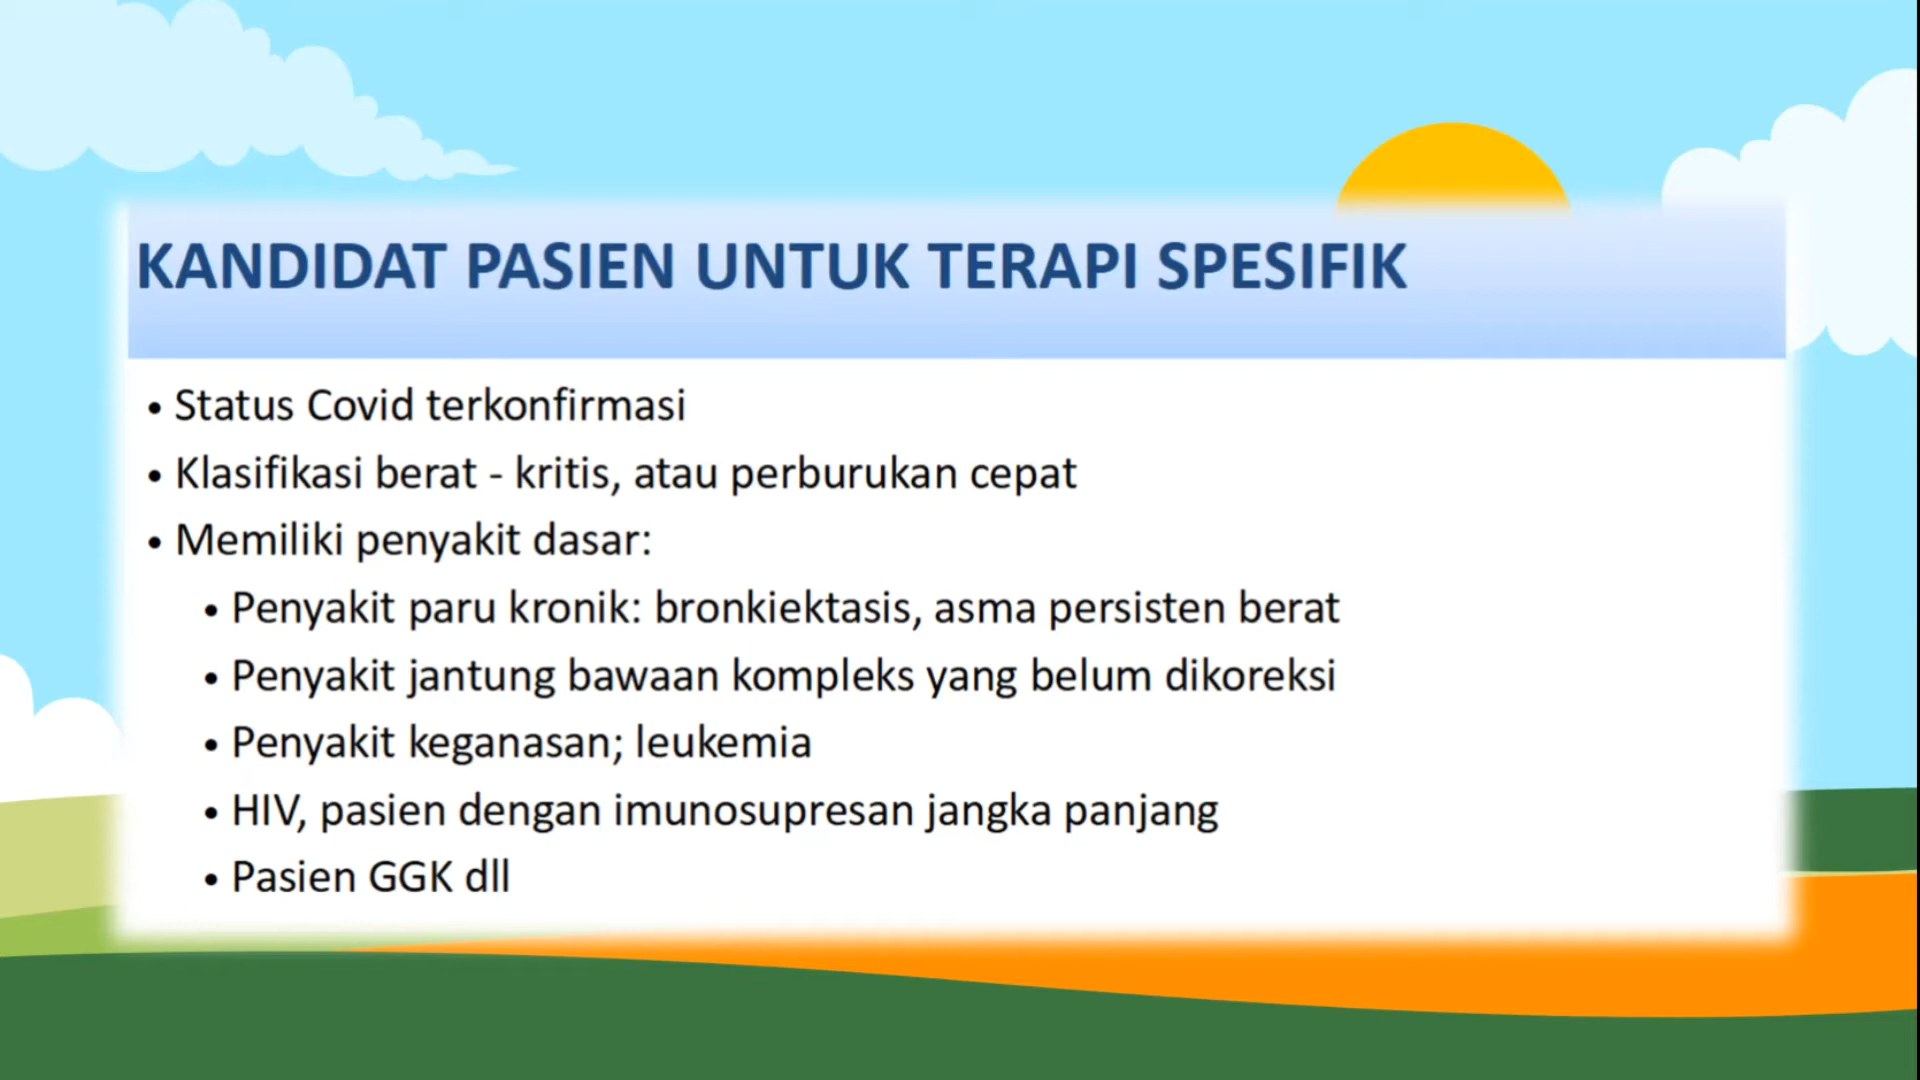 KANDIDAT PASIEN UNTUK TERAPI SPESIFIK
• Status Covid terkonfirmasi
• Klasifikasi berat - kritis, atau perburukan cepat
• Memiliki penyakit dasar:
• Penyakit paru kronik: bronkiektasis, asma persisten berat
• Penyakit jantung bawaan kompleks yang belum dikoreksi
• Penyakit keganasan; leukemia
• HIV, pasien dengan imunosupresan jangka panjang
• Pasien GGK dll